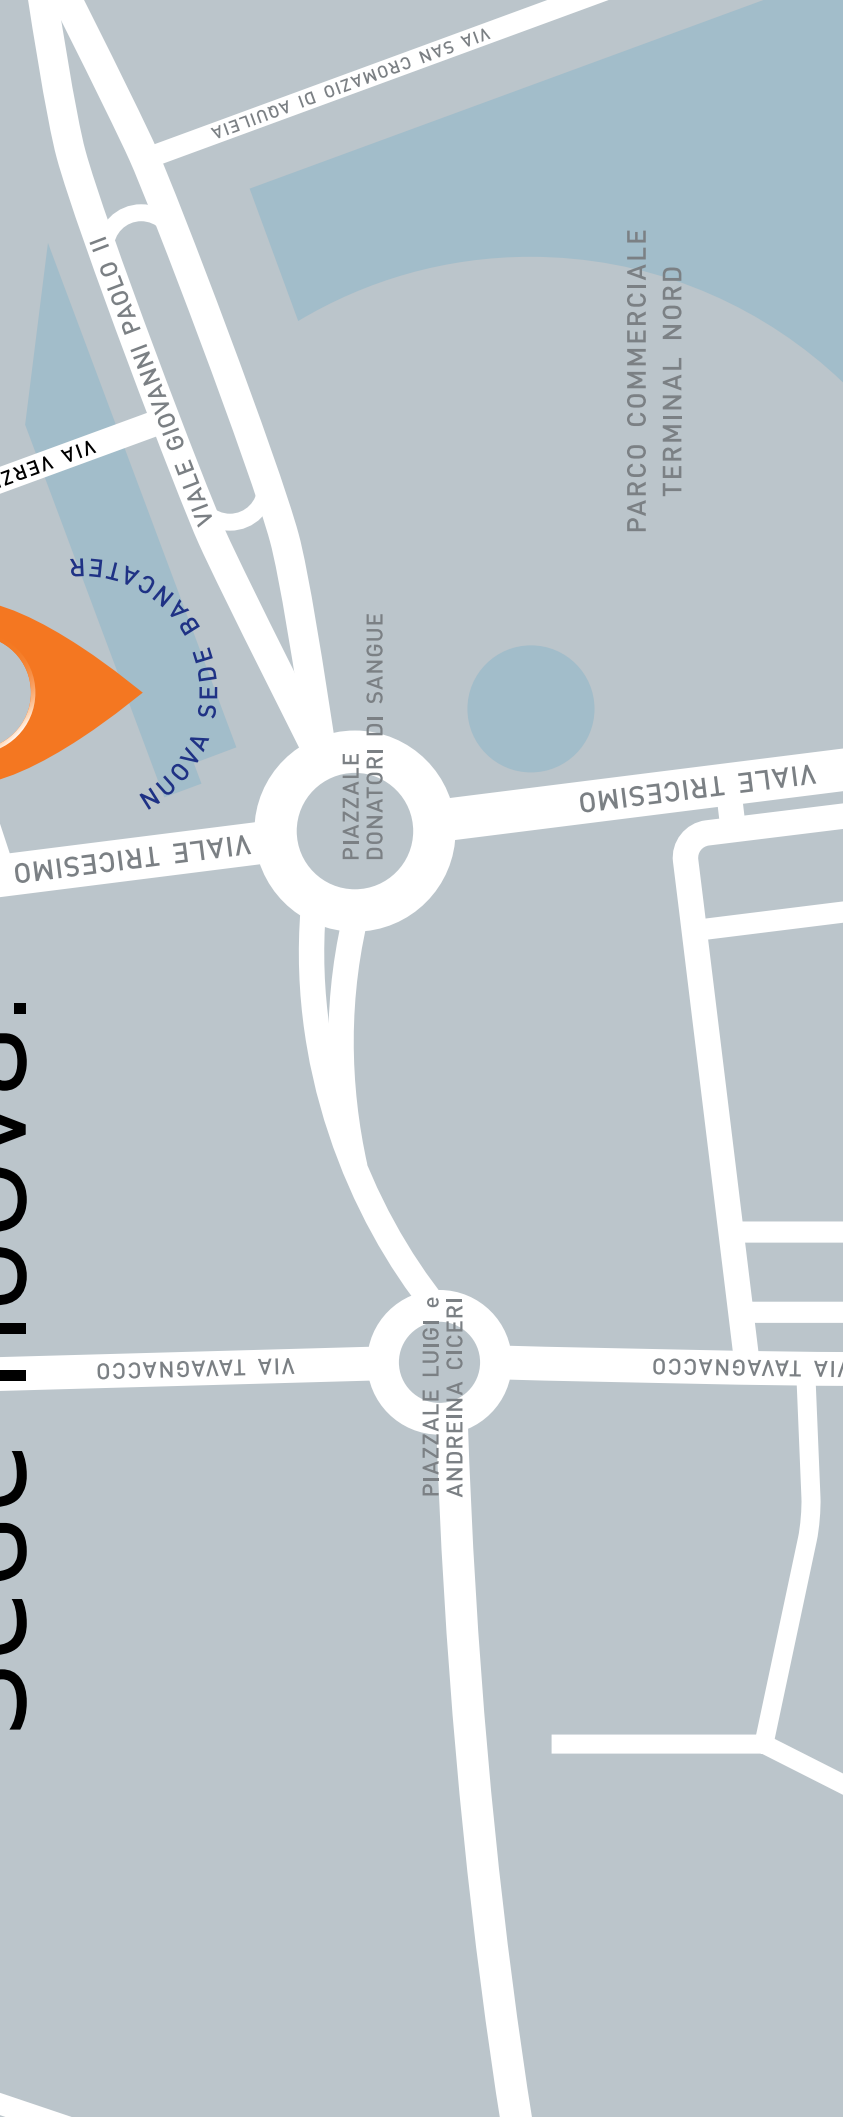 VIA SAN CROMAZIO DI AQUILEIA
PARCO COMMERCIALE
TERMINAL NORD
VIALE GIOVANNI PAOLO II
VIA
NUOVA SEDE BANCATER
PIAZZALE
DONATORI DI SANGUE
VIALE TRICESIMO
VIALE TRICESIMO
PIAZZALE LUIGI e
ANDREINA CICERI
VIA TAVAGNACCO
VIA TAVAGNACCO